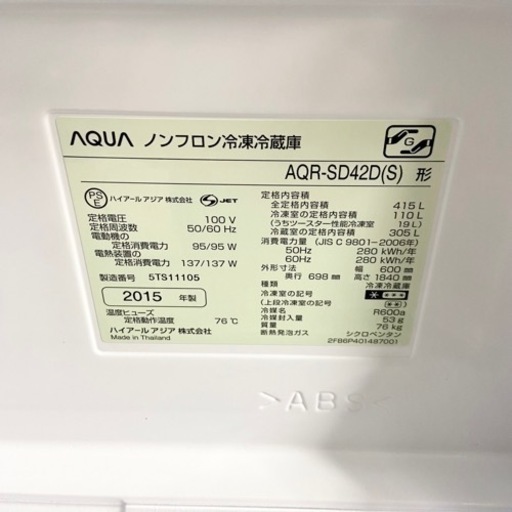 AQUA ノンフロン冷凍冷蔵庫
G
AQR-SD42D(S) 形
PS E ハイアール アジア 株式会社 S JET
定格電圧 100 V
定格周波数 50/60 Hz
電動機の
定格消費電力 95/95 W
電熱装置の
定格消費電力 137/137 W
製造番号 5TS11105
2015 年製
温度ヒューズ
定格動作温度 76℃
ハイアール アジア 株式会社
Made in Thailand
定格内容積
全定格内容積 415 L
冷凍室の定格内容積 110 L
(うちツースター性能冷凍室 19 L)
冷蔵室の定格内容積 305 L
消費電力量 (JIS C 9801-2006年)
50Hz 280 kWh/年
60Hz 280 kWh/年
外形寸法 幅 600 mm
奥行 698 mm 高さ 1840 mm
種類 冷凍冷蔵庫
冷凍室の記号
(上段冷凍室の記号)
冷媒名 R600a
冷媒封入量 53 g
質量 76 kg
断熱発泡ガス シクロペンタン
2FB6P401487001
>ABS<